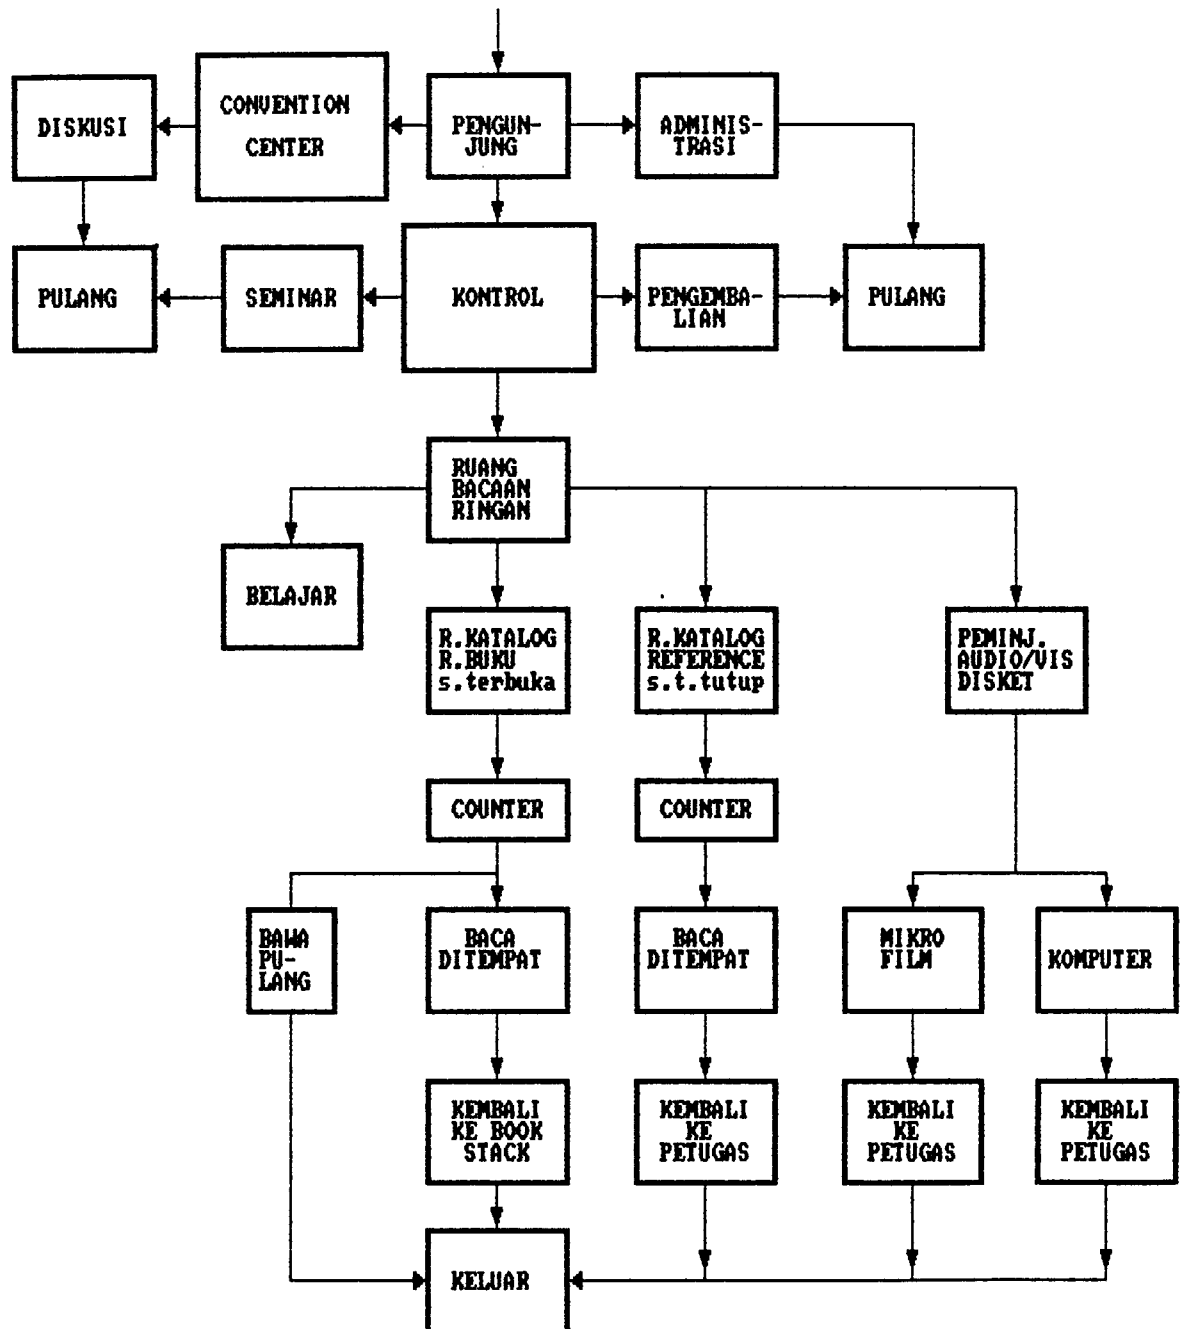 DISKUSI
CONVENTION
CENTER
PENGUN-
JUNG
ADMINIS-
TRASI
PULANG
SEMINAR
KONTROL
PENGEMBA-
LIAN
PULANG
RUANG
BACAAN
RINGAN
BELAJAR
R.KATALOG
R.BUKU
s.terbuka
R.KATALOG
REFERENCE
s.t.tutup
PEMINJ.
AUDIO/VIS
DISKET
COUNTER
COUNTER
BAWA
PU-
LANG
BACA
DITEMPAT
BACA
DITEMPAT
MIKRO
FILM
KOMPUTER
KEMBALI
KE BOOK
STACK
KEMBALI
KE
PETUGAS
KEMBALI
KE
PETUGAS
KEMBALI
KE
PETUGAS
KELUAR